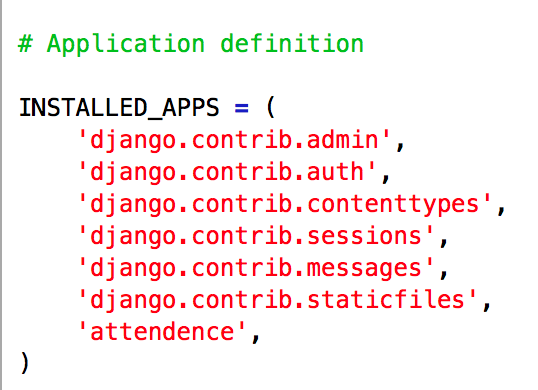 # Application definition
INSTALLED_APPS = (
    'django.contrib.admin',
    'django.contrib.auth',
    'django.contrib.contenttypes',
    'django.contrib.sessions',
    'django.contrib.messages',
    'django.contrib.staticfiles',
    'attendence',
)